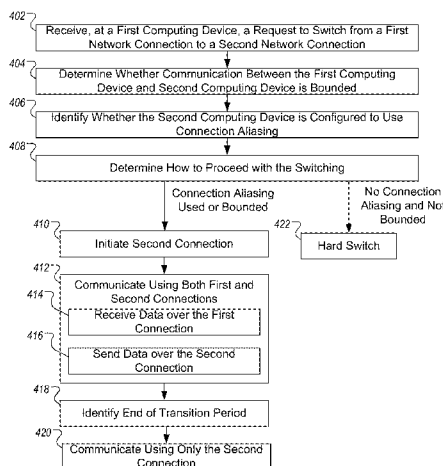 402
Receive, at a First Computing Device, a Request to Switch from a First
Network Connection to a Second Network Connection
404
Determine Whether Communication Between the First Computing
Device and Second Computing Device is Bounded
406
Identify Whether the Second Computing Device is Configured to Use
Connection Aliasing
408
Determine How to Proceed with the Switching
Connection Aliasing
Used or Bounded
No Connection
Aliasing and Not
Bounded
410
Initiate Second Connection
422
Hard Switch
412
Communicate Using Both First and
Second Connections
414
Receive Data over the First
Connection
416
Send Data over the Second
Connection
418
Identify End of Transition Period
420
Communicate Using Only the Second
Connection